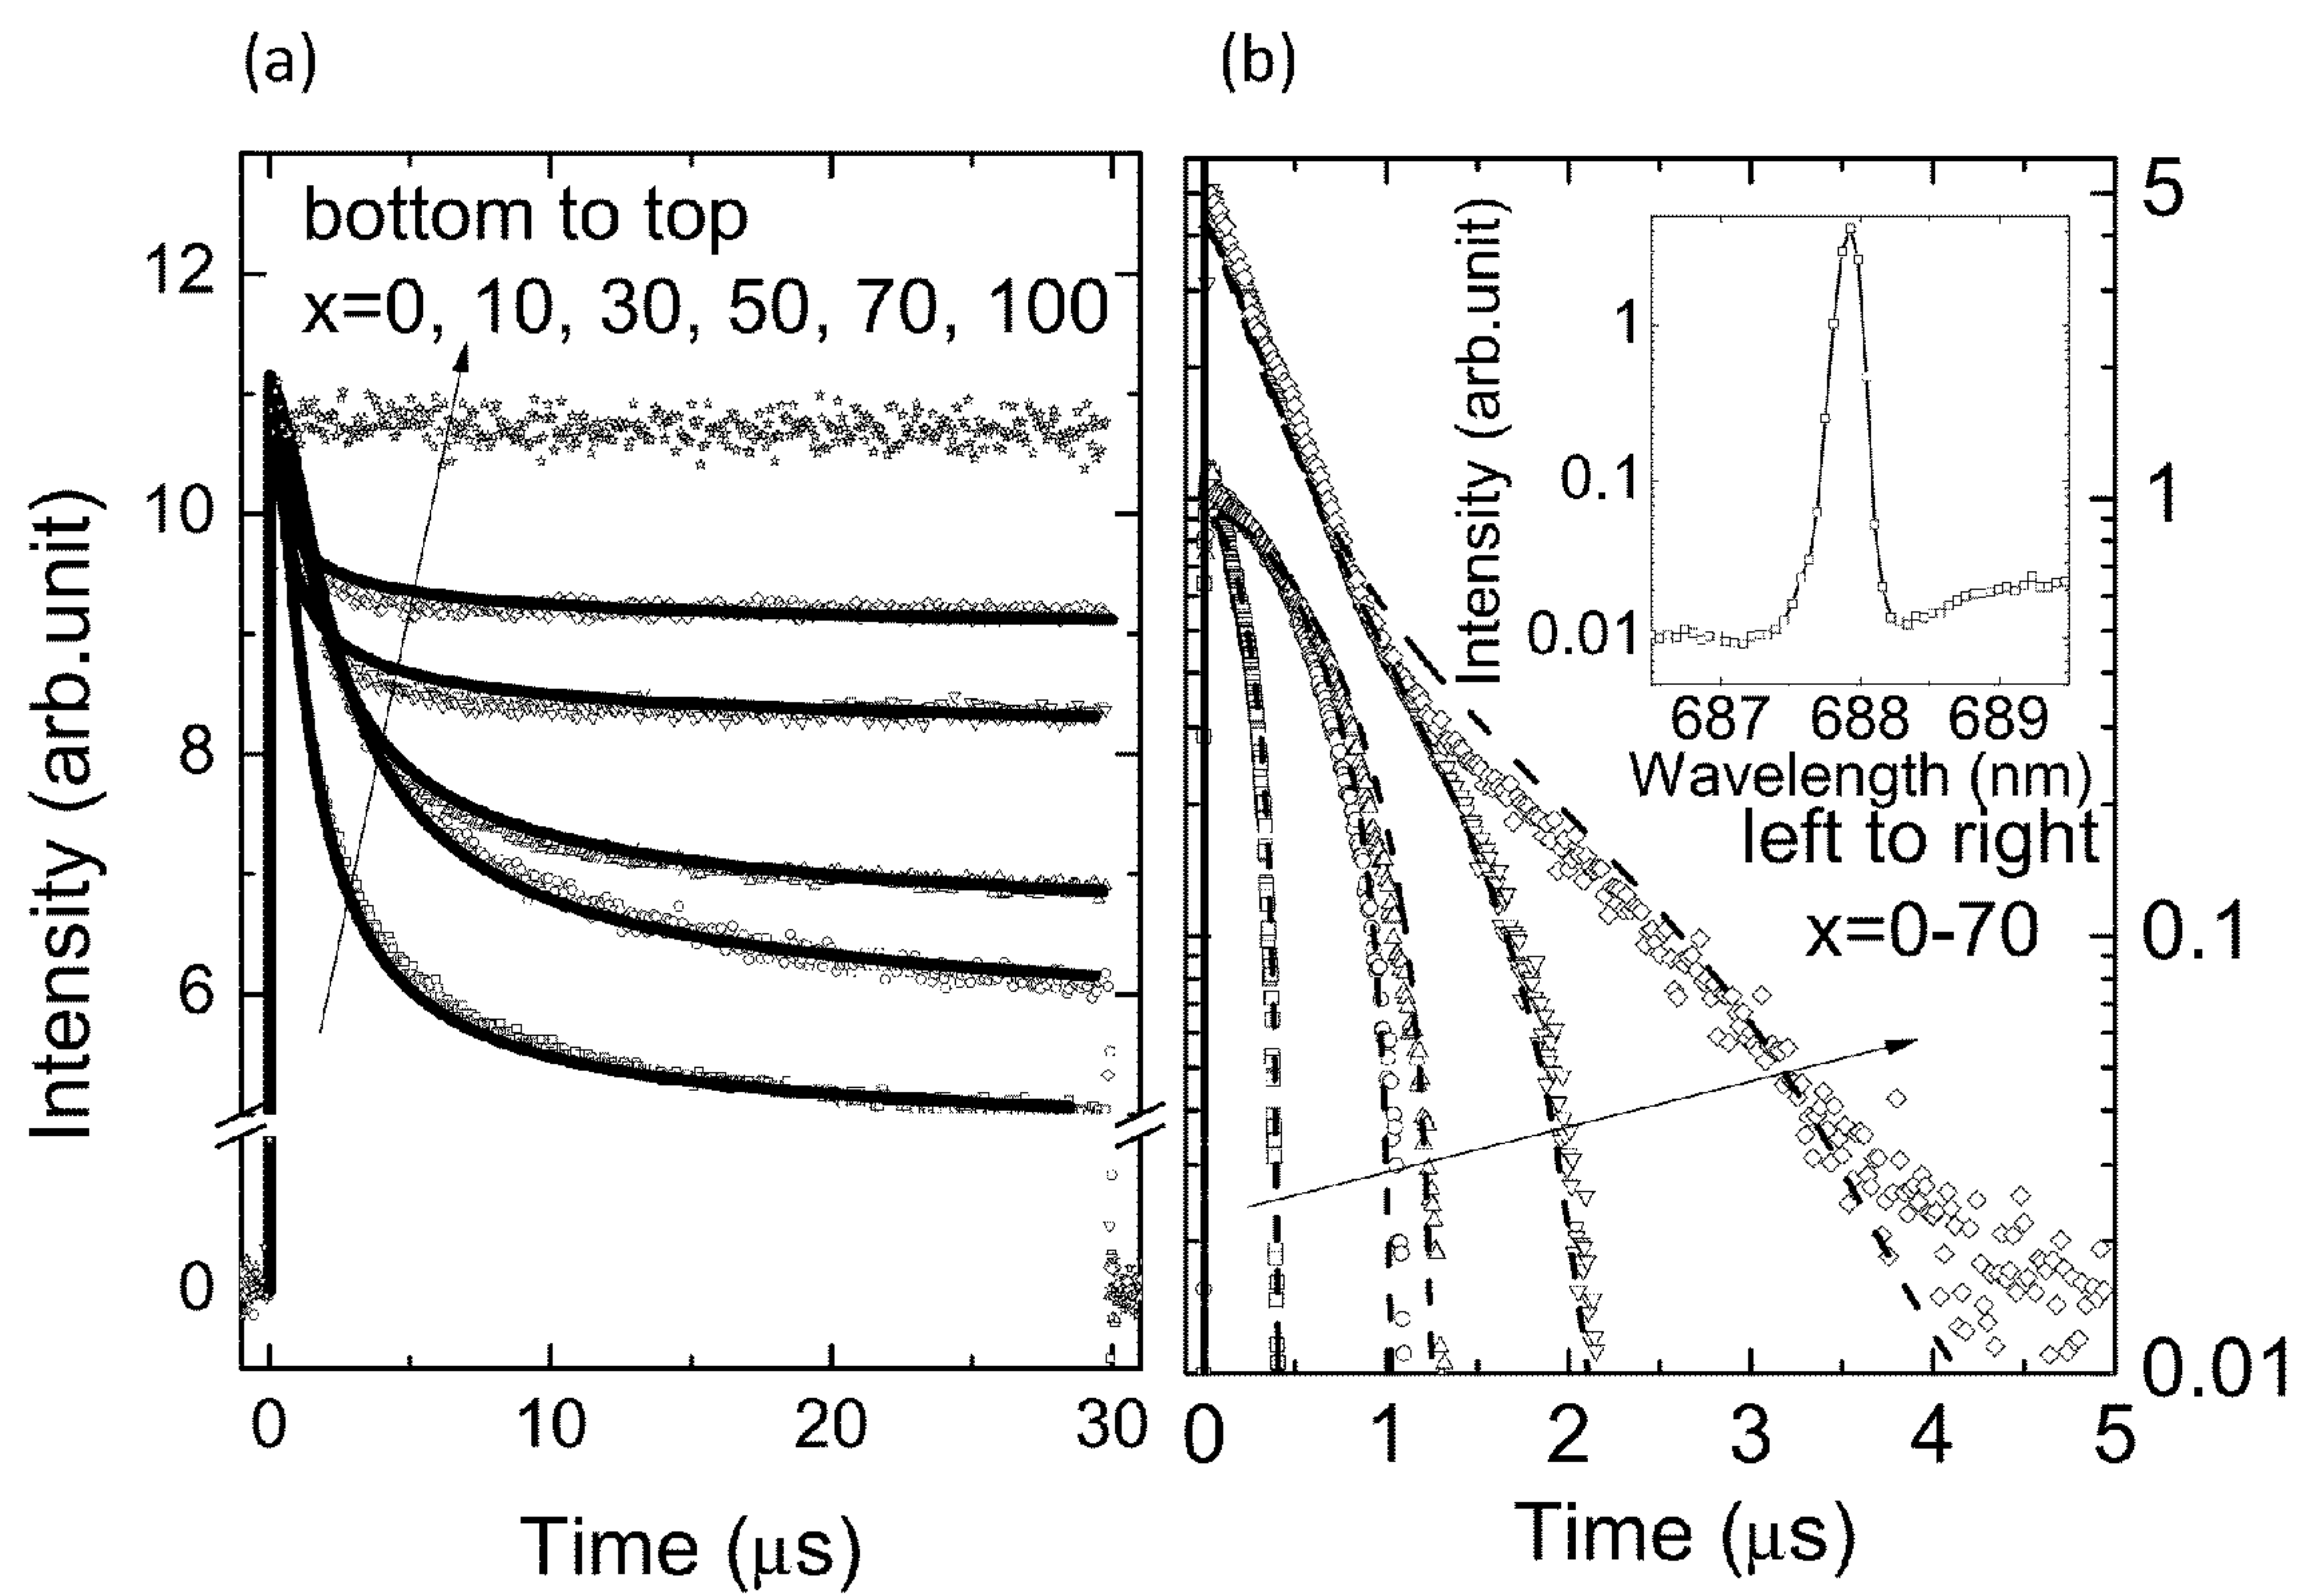 (a)
bottom to top
x=0, 10, 30, 50, 70, 100
12
10
8
6
0
Intensity (arb.unit)
0
10
20
30
Time (μs)
(b)
5
1
0.1
0.01
Intensity (arb.unit)
1
0.1
0.01
687
688
689
Wavelength (nm)
left to right
x=0-70
0
1
2
3
4
5
Time (μs)